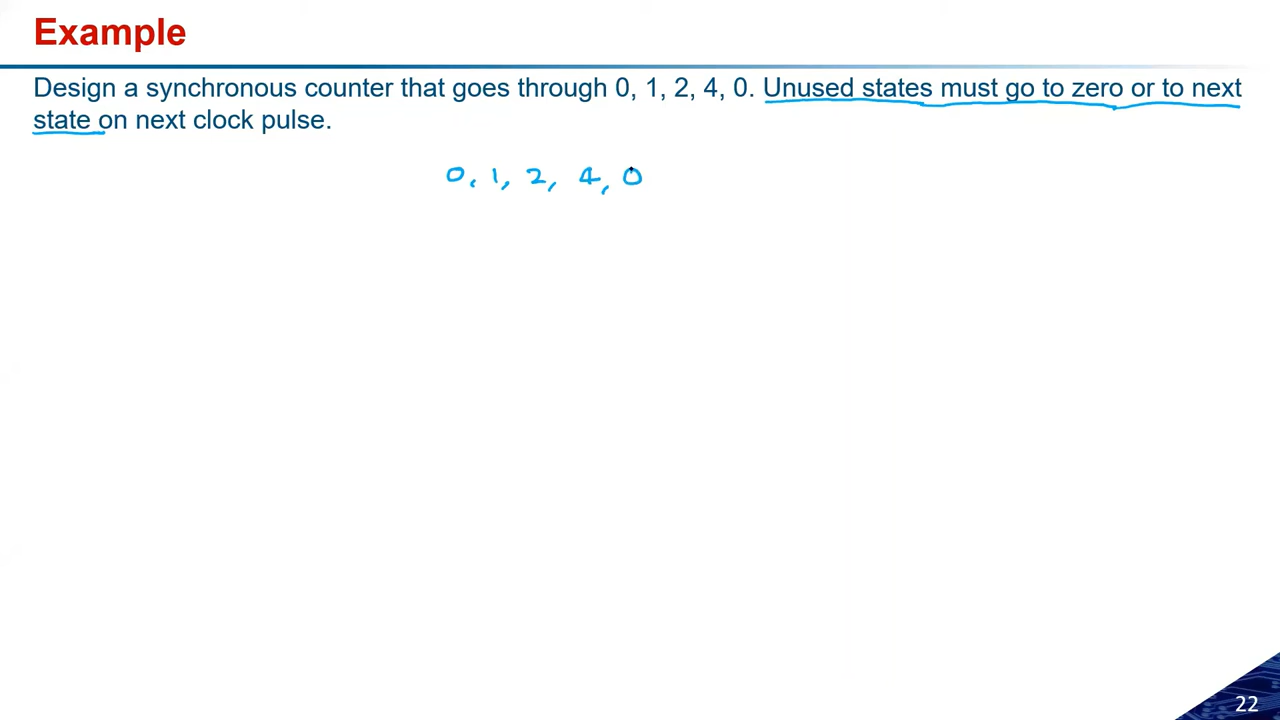 Example
Design a synchronous counter that goes through 0, 1, 2, 4, 0. Unused states must go to zero or to next
state on next clock pulse.
0, 1, 2, 4, 0
22